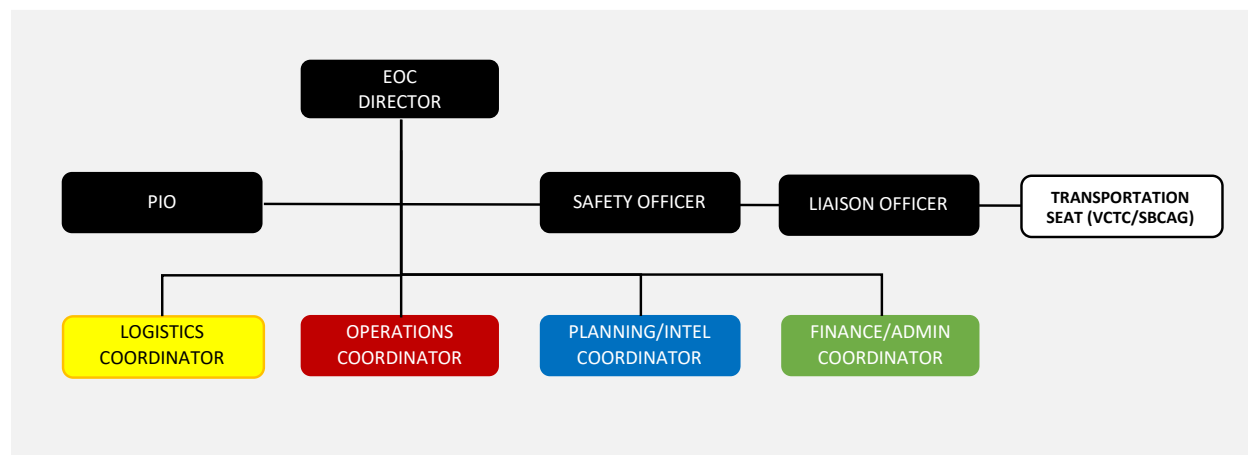 EOC
DIRECTOR
PIO
SAFETY OFFICER
LIAISON OFFICER
TRANSPORTATION
SEAT (VCTC/SBCAG)
LOGISTICS
COORDINATOR
OPERATIONS
COORDINATOR
PLANNING/INTEL
COORDINATOR
FINANCE/ADMIN
COORDINATOR